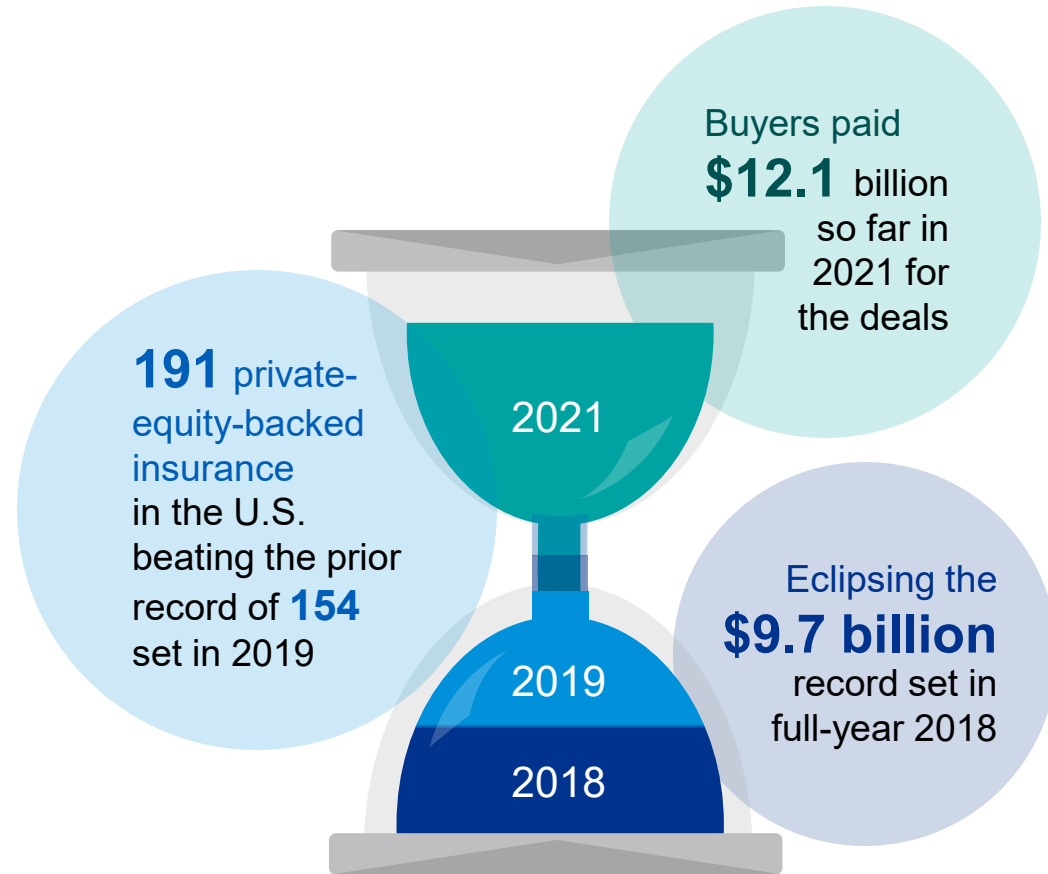 Buyers paid
$12.1 billion
so far in
2021 for
the deals
191 private-
equity-backed
insurance
in the U.S.
beating the prior
record of 154
set in 2019
2021
Eclipsing the
$9.7 billion
record set in
full-year 2018
2019
2018